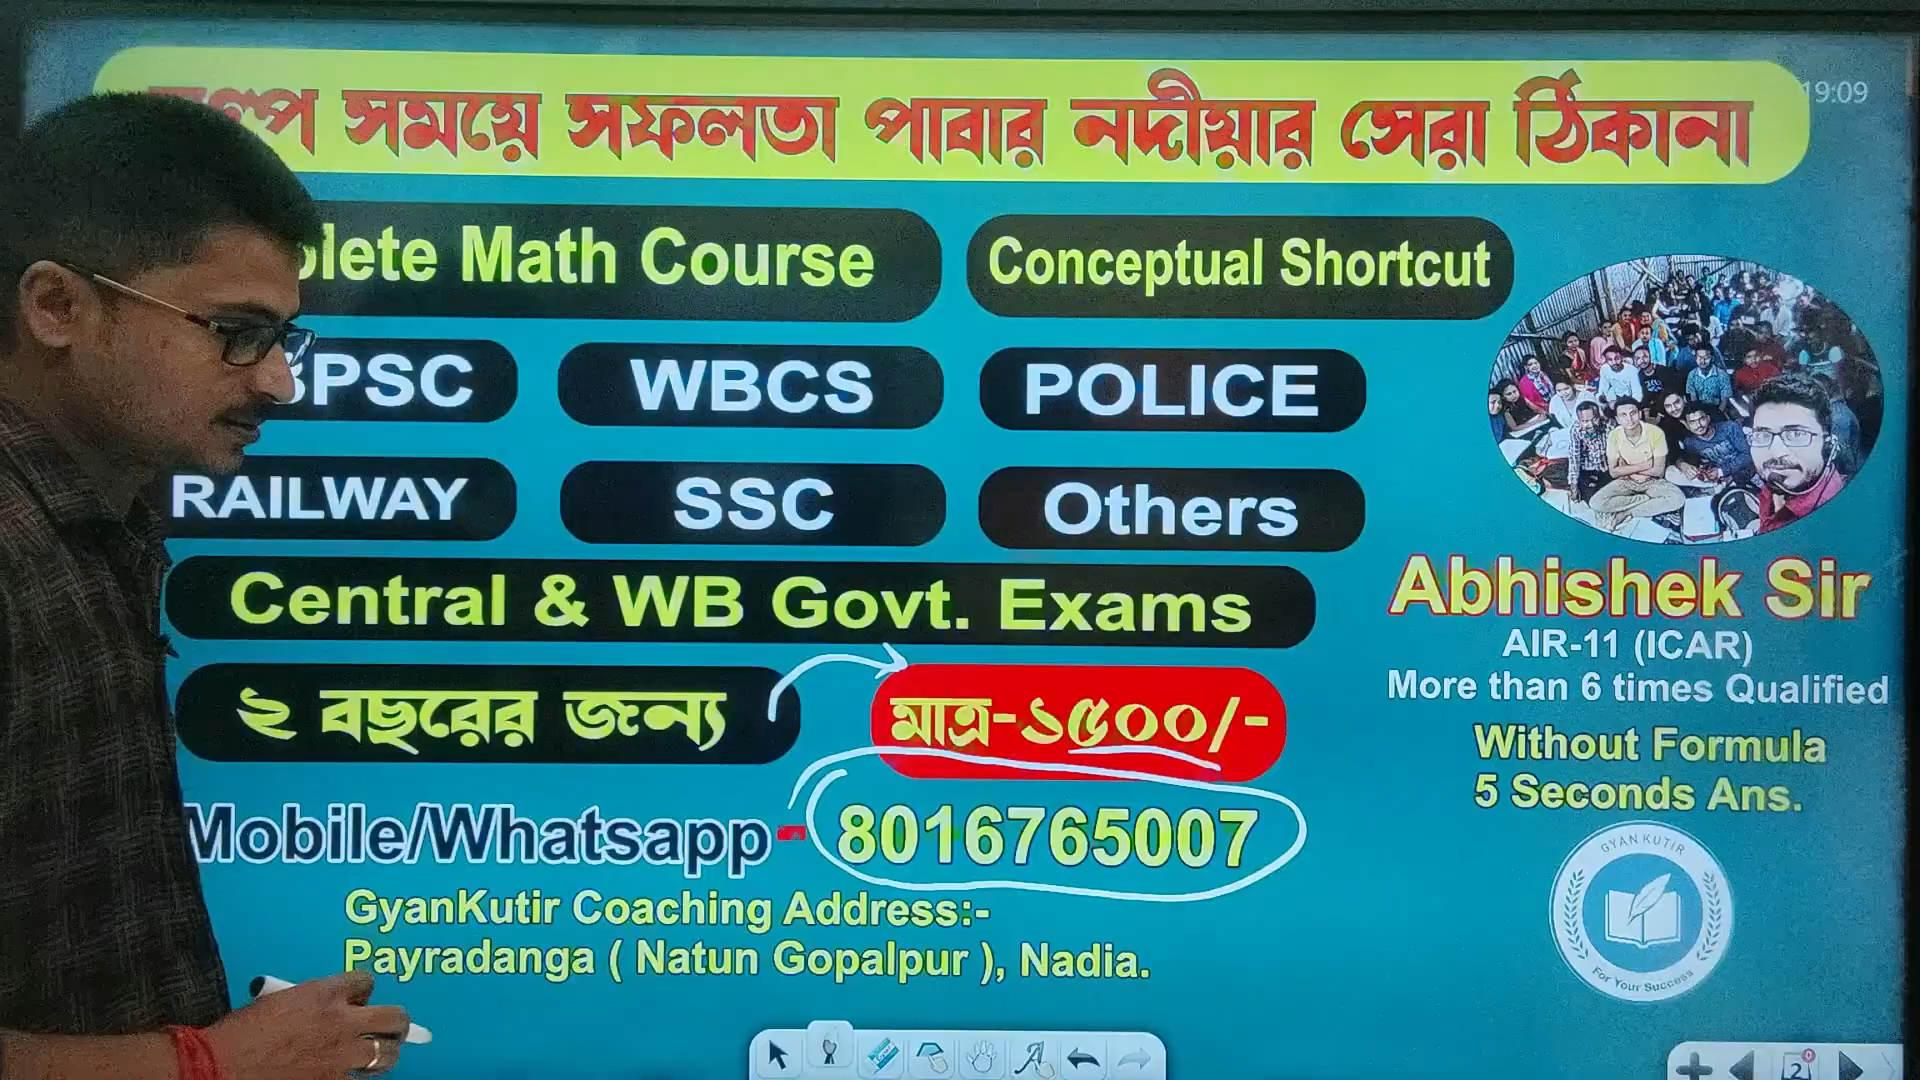 সময়ে সফলতা পাবার নদীয়ার সেরা ঠিকানা
19:09
Math Course
Conceptual Shortcut
WBCS
POLICE
RAILWAY
SSC
Others
Central & WB Govt. Exams
২ বছরের জন্য
মাত্র-১৫০০/-
Mobile/Whatsapp- 8016765007
GyanKutir Coaching Address:-
Payradanga ( Natun Gopalpur ), Nadia.
Abhishek Sir
AIR-11 (ICAR)
More than 6 times Qualified
Without Formula
5 Seconds Ans.
GYAN KUTIR
For Your Success
2